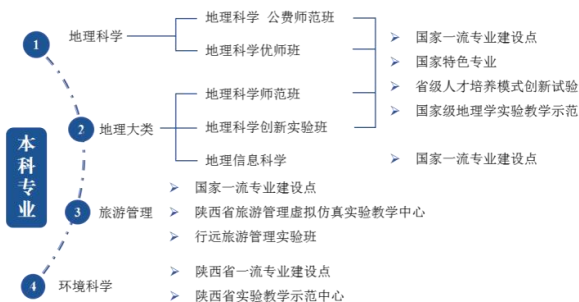 本科专业
1
地理科学
地理科学 公费师范班
地理科学优师班
2
地理大类
地理科学师范班
地理科学创新实验班
地理信息科学
国家一流专业建设点
国家特色专业
省级人才培养模式创新试验
国家级地理学实验教学示范
国家一流专业建设点
3
旅游管理
国家一流专业建设点
陕西省旅游管理虚拟仿真实验教学中心
行远旅游管理实验班
4
环境科学
陕西省一流专业建设点
陕西省实验教学示范中心